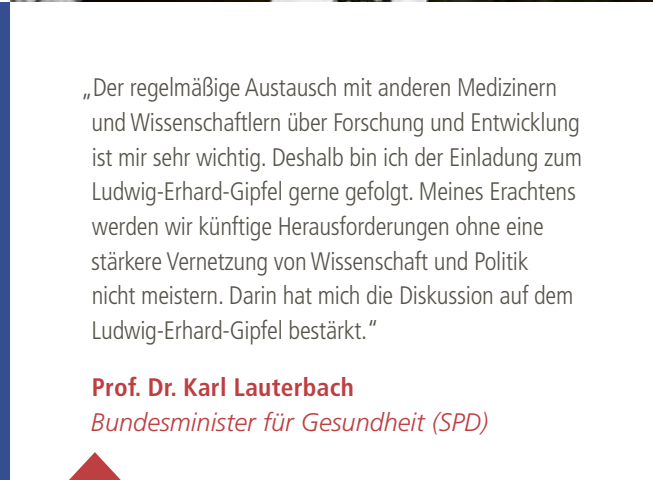 „Der regelmäßige Austausch mit anderen Medizinern
und Wissenschaftlern über Forschung und Entwicklung
ist mir sehr wichtig. Deshalb bin ich der Einladung zum
Ludwig-Erhard-Gipfel gerne gefolgt. Meines Erachtens
werden wir künftige Herausforderungen ohne eine
stärkere Vernetzung von Wissenschaft und Politik
nicht meistern. Darin hat mich die Diskussion auf dem
Ludwig-Erhard-Gipfel bestärkt.“
Prof. Dr. Karl Lauterbach
Bundesminister für Gesundheit (SPD)